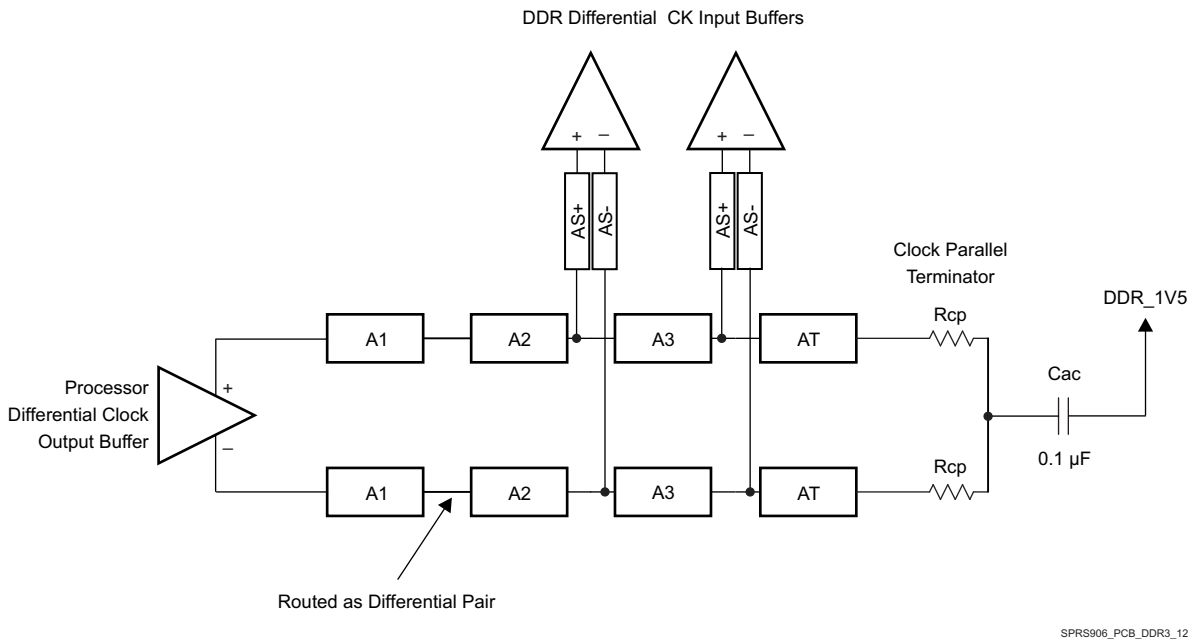 DDR Differential CK Input Buffers
+ –
+ –
AS+
AS-
AS+
AS-
Clock Parallel
Terminator
DDR_1V5
Rcp
A1
A2
A3
AT
Cac
Processor
Differential Clock
Output Buffer
+
–
0.1 µF
Rcp
A1
A2
A3
AT
Routed as Differential Pair
SPRS906_PCB_DDR3_12